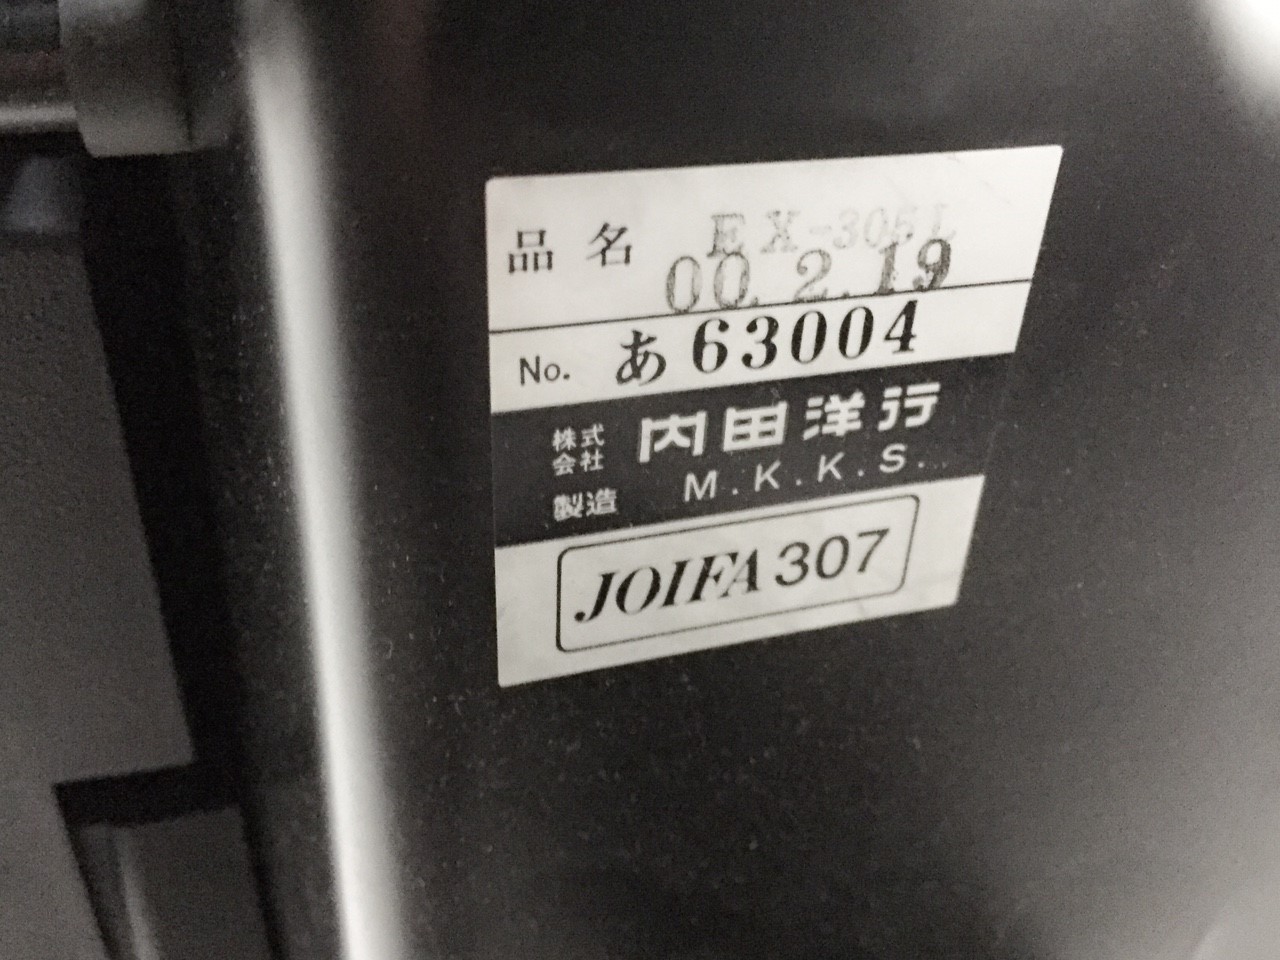 品名 EX-305L
00.2.19
No. あ63004
株式会社 内田洋行
製造 M.K.K.S.
JOIFA 307